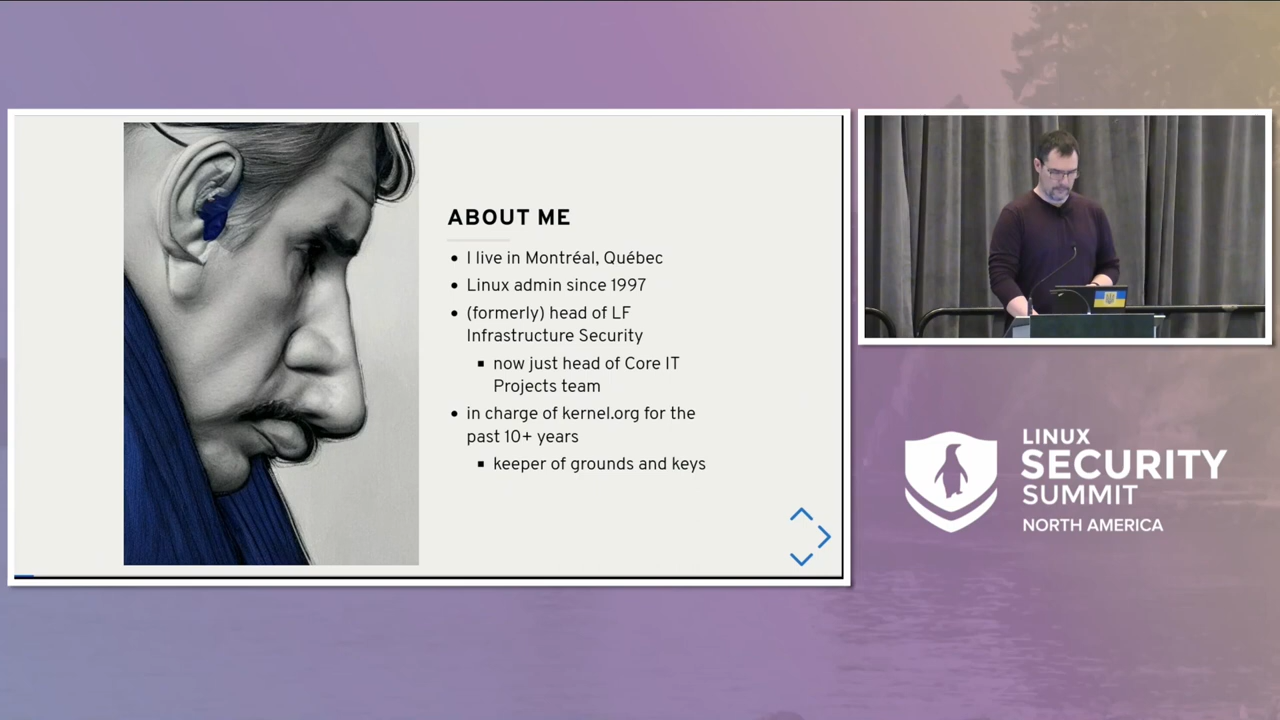 ABOUT ME
• I live in Montréal, Québec
• Linux admin since 1997
• (formerly) head of LF
Infrastructure Security
▪ now just head of Core IT
Projects team
• in charge of kernel.org for the
past 10+ years
▪ keeper of grounds and keys
LINUX
SECURITY
SUMMIT
NORTH AMERICA